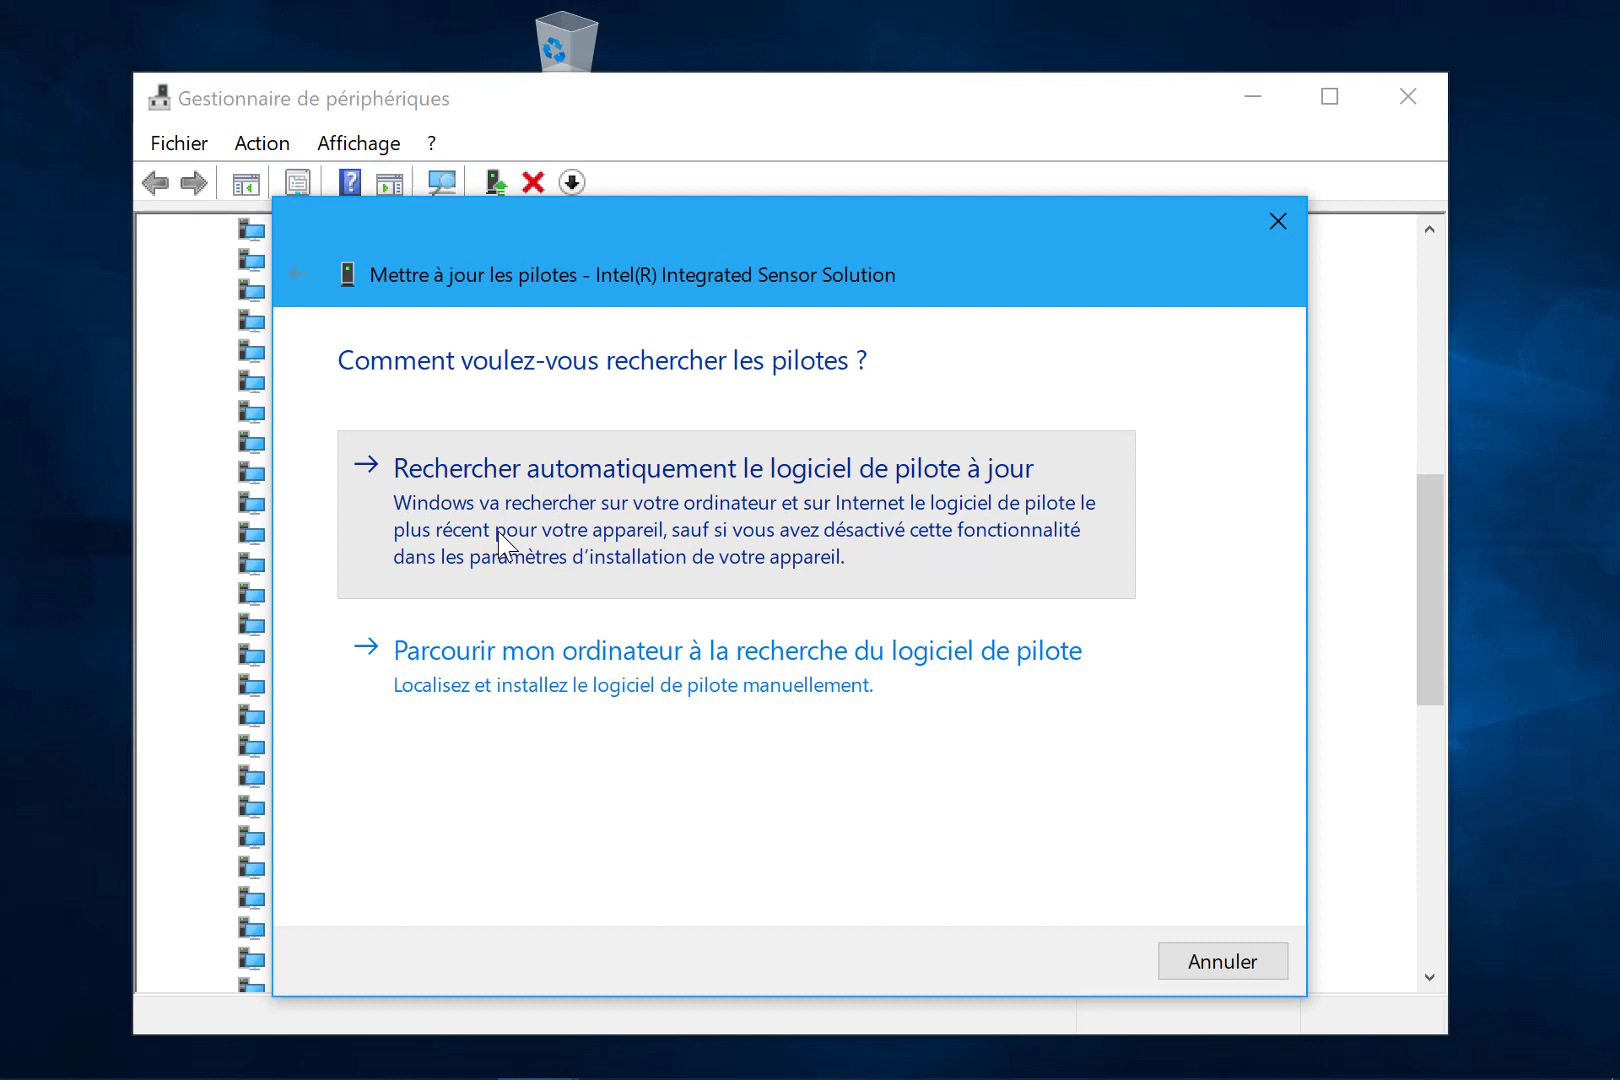 Gestionnaire de périphériques
Fichier Action Affichage ?
Mettre à jour les pilotes - Intel(R) Integrated Sensor Solution
Comment voulez-vous rechercher les pilotes ?
Rechercher automatiquement le logiciel de pilote à jour
Windows va rechercher sur votre ordinateur et sur Internet le logiciel de pilote le
plus récent pour votre appareil, sauf si vous avez désactivé cette fonctionnalité
dans les paramètres d’installation de votre appareil.
Parcourir mon ordinateur à la recherche du logiciel de pilote
Localisez et installez le logiciel de pilote manuellement.
Annuler